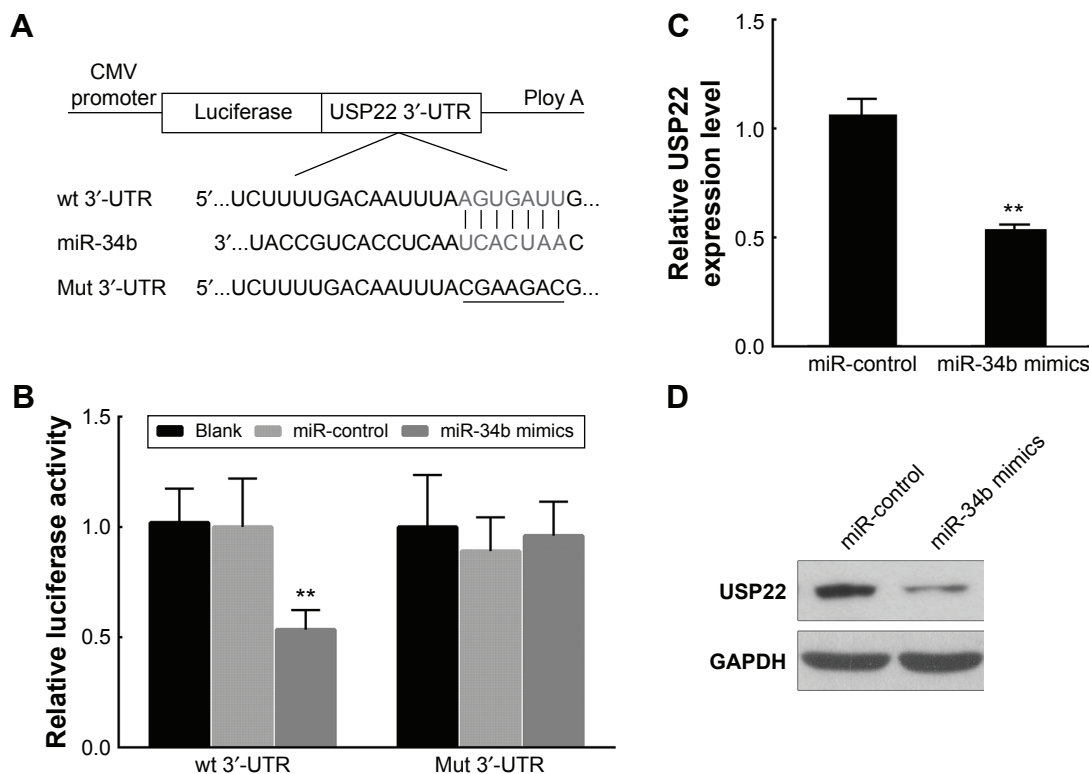 A
CMV
promoter
Luciferase
USP22 3′-UTR
Ploy A
wt 3′-UTR 5′...UCUUUUGACAAUUUAAGUGAUUG...
miR-34b 3′...UACCGUCACCUCAAUCACUAAC
Mut 3′-UTR 5′...UCUUUUGACAAUUUACGAAGACG...
B
Relative luciferase activity
1.5
1.0
0.5
0.0
Blank
miR-control
miR-34b mimics
**
wt 3′-UTR
Mut 3′-UTR
C
Relative USP22
expression level
1.5
1.0
0.5
0.0
**
miR-control
miR-34b mimics
D
miR-control
miR-34b mimics
USP22
GAPDH